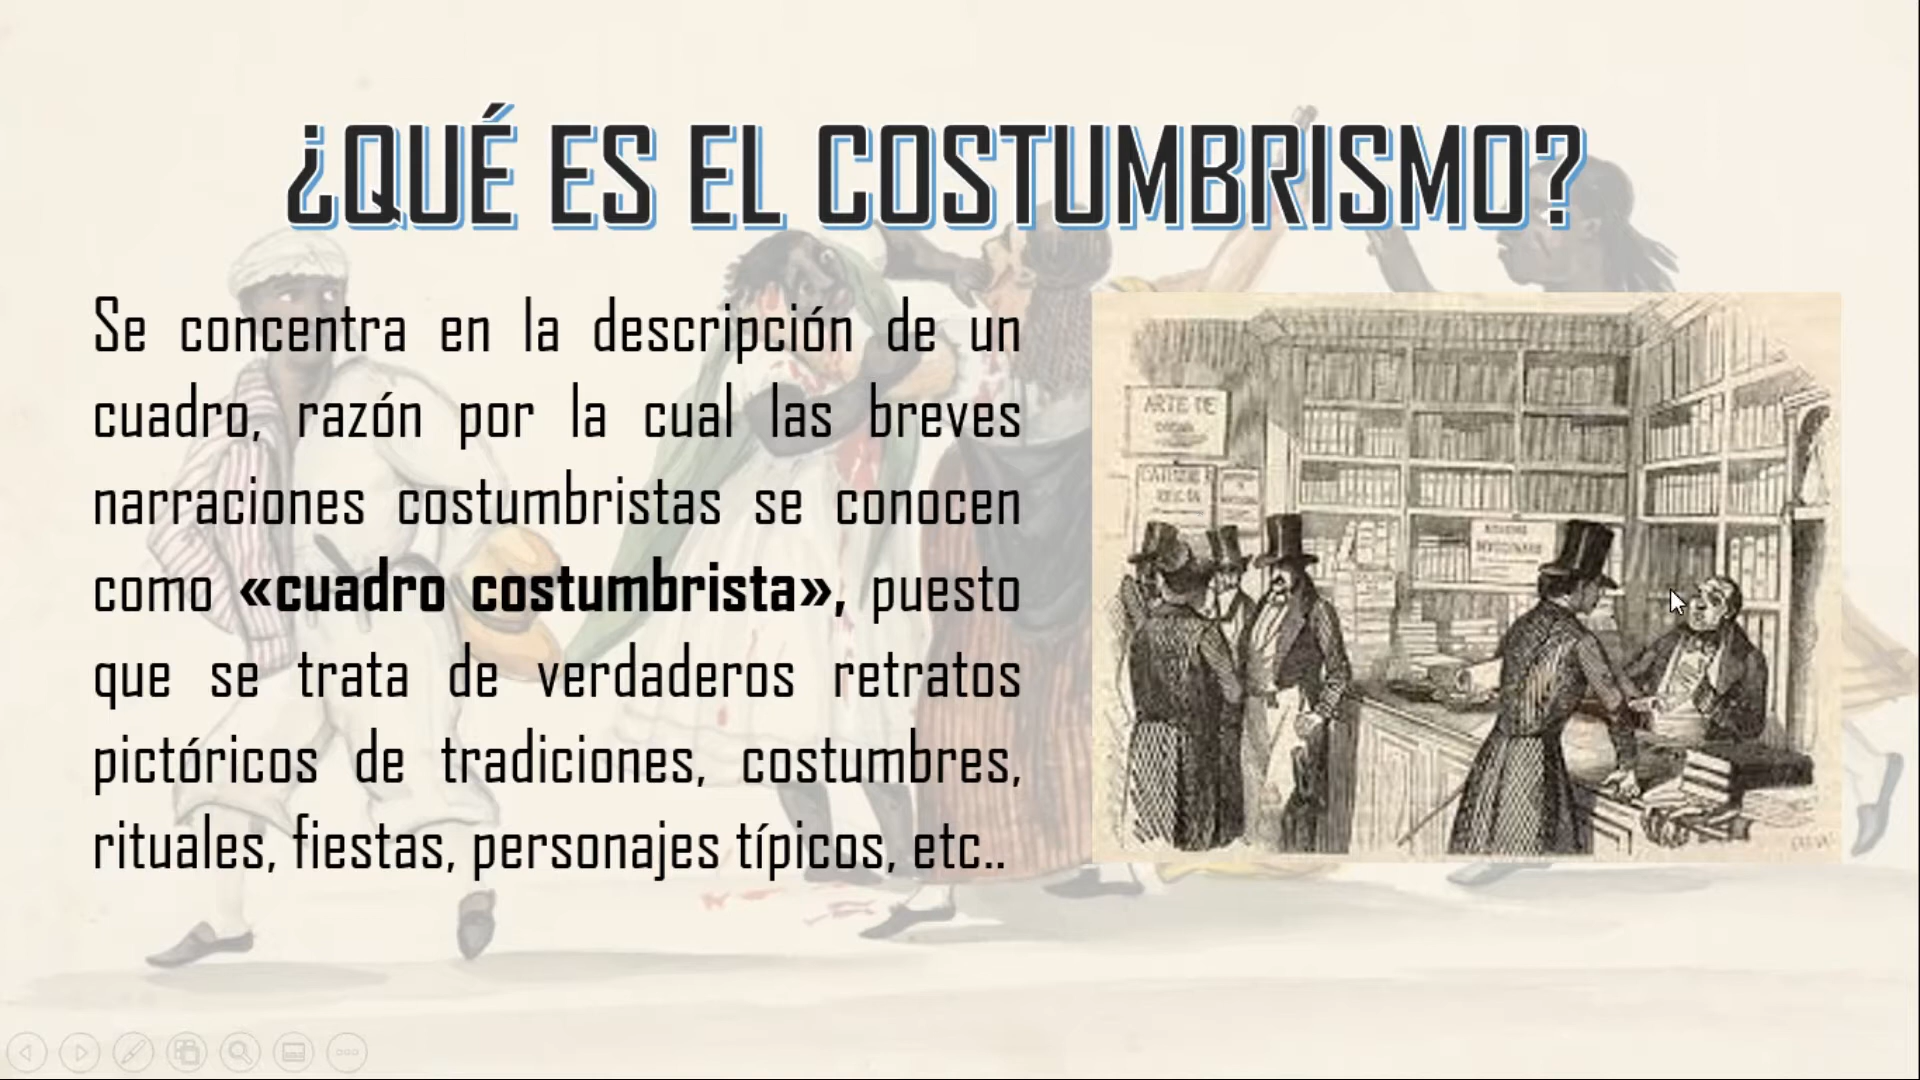 ¿QUÉ ES EL COSTUMBRISMO?
Se concentra en la descripción de un
cuadro, razón por la cual las breves
narraciones costumbristas se conocen
como «cuadro costumbrista», puesto
que se trata de verdaderos retratos
pictóricos de tradiciones, costumbres,
rituales, fiestas, personajes típicos, etc..
ARTE DE